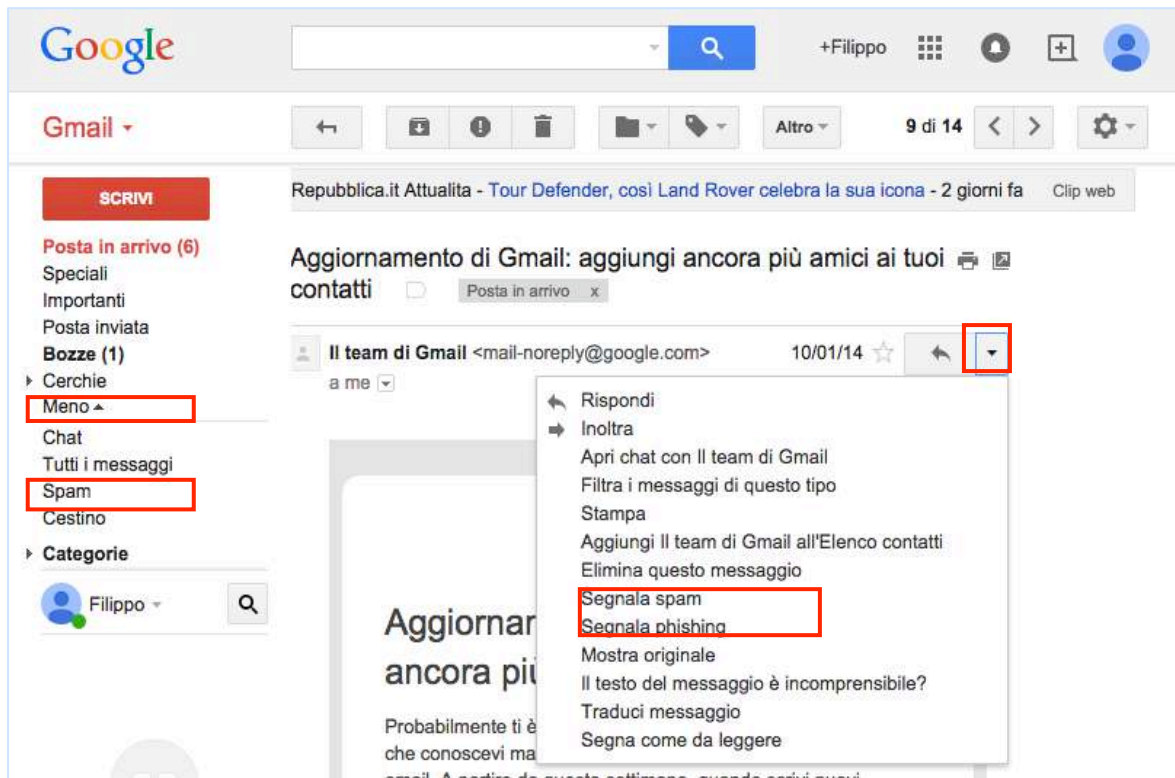 Google
+Filippo
Gmail
Altro
9 di 14
SCRIVI
Repubblica.it Attualita - Tour Defender, così Land Rover celebra la sua icona - 2 giorni fa
Clip web
Posta in arrivo (6)
Speciali
Importanti
Posta inviata
Bozze (1)
Cerchie
Meno
Chat
Tutti i messaggi
Spam
Cestino
Categorie
Filippo
Aggiornamento di Gmail: aggiungi ancora più amici ai tuoi
contatti
Posta in arrivo x
Il team di Gmail <mail-noreply@google.com>
10/01/14
a me
Rispondi
Inoltra
Apri chat con Il team di Gmail
Filtra i messaggi di questo tipo
Stampa
Aggiungi Il team di Gmail all'Elenco contatti
Elimina questo messaggio
Segnala spam
Segnala phishing
Mostra originale
Il testo del messaggio è incomprensibile?
Traduci messaggio
Segna come da leggere
Aggiornar
ancora più
Probabilmente ti è
che conoscevi ma